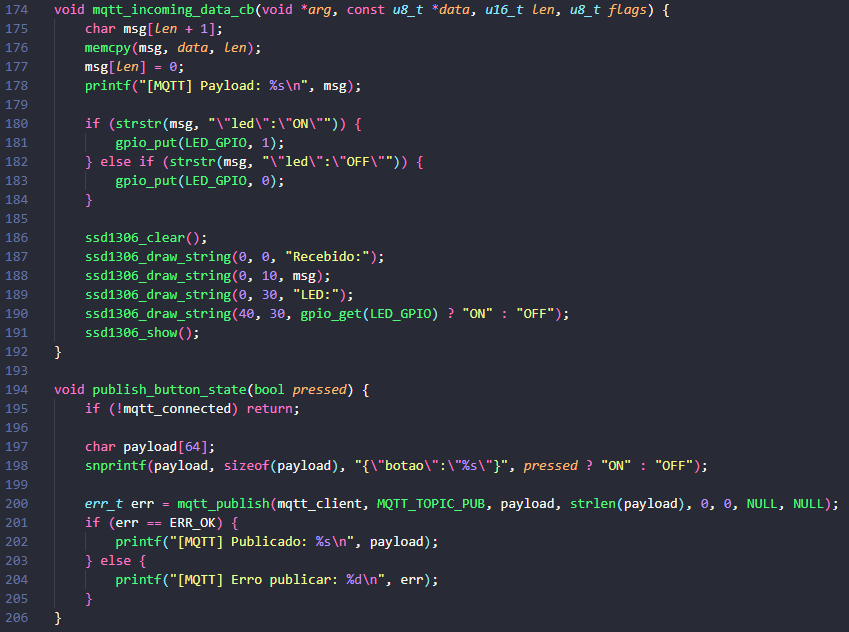 174 void mqtt_incoming_data_cb(void *arg, const u8_t *data, u16_t len, u8_t flags) {
175     char msg[len + 1];
176     memcpy(msg, data, len);
177     msg[len] = 0;
178     printf("[MQTT] Payload: %s\n", msg);
179
180     if (strstr(msg, "\"led\":\"ON\"")) {
181         gpio_put(LED_GPIO, 1);
182     } else if (strstr(msg, "\"led\":\"OFF\"")) {
183         gpio_put(LED_GPIO, 0);
184     }
185
186     ssd1306_clear();
187     ssd1306_draw_string(0, 0, "Recebido:");
188     ssd1306_draw_string(0, 10, msg);
189     ssd1306_draw_string(0, 30, "LED:");
190     ssd1306_draw_string(40, 30, gpio_get(LED_GPIO) ? "ON" : "OFF");
191     ssd1306_show();
192 }
193
194 void publish_button_state(bool pressed) {
195     if (!mqtt_connected) return;
196
197     char payload[64];
198     snprintf(payload, sizeof(payload), "{\"botao\":\"%s\"}", pressed ? "ON" : "OFF");
199
200     err_t err = mqtt_publish(mqtt_client, MQTT_TOPIC_PUB, payload, strlen(payload), 0, 0, NULL, NULL);
201     if (err == ERR_OK) {
202         printf("[MQTT] Publicado: %s\n", payload);
203     } else {
204         printf("[MQTT] Erro publicar: %d\n", err);
205     }
206 }